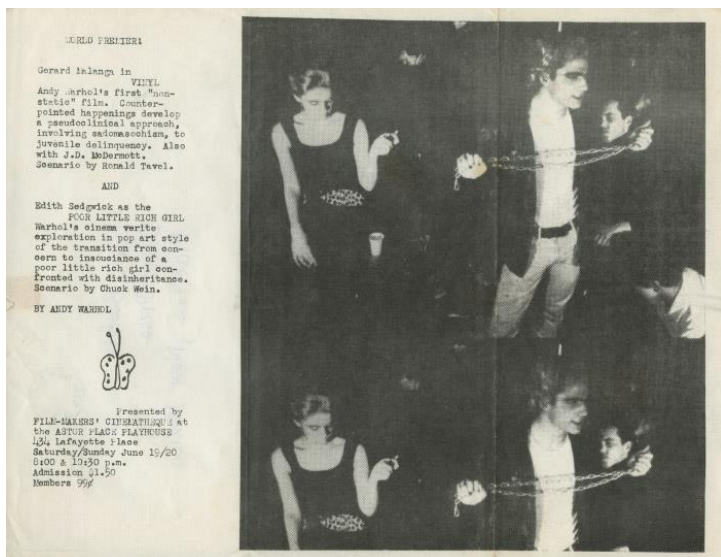 WORLD PREMIER:
Gerard Malanga in
VINYL
Andy Warhol's first "non-
static" film. Counter-
pointed happenings develop
a pseudoclinical approach,
involving sadomasochism, to
juvenile delinquency. Also
with J.D. McDermott.
Scenario by Ronald Tavel.
AND
Edith Sedgwick as the
POOR LITTLE RICH GIRL
Warhol's cinema verite
exploration in pop art style
of the transition from con-
cern to insouciance of a
poor little rich girl con-
fronted with disinheritance.
Scenario by Chuck Wein.
BY ANDY WARHOL
Presented by
FILM-MAKERS' CINEMATHEQUE at
the ASTOR PLACE PLAYHOUSE
434 Lafayette Place
Saturday/Sunday June 19/20
8:00 & 10:30 p.m.
Admission $1.50
Members 99¢